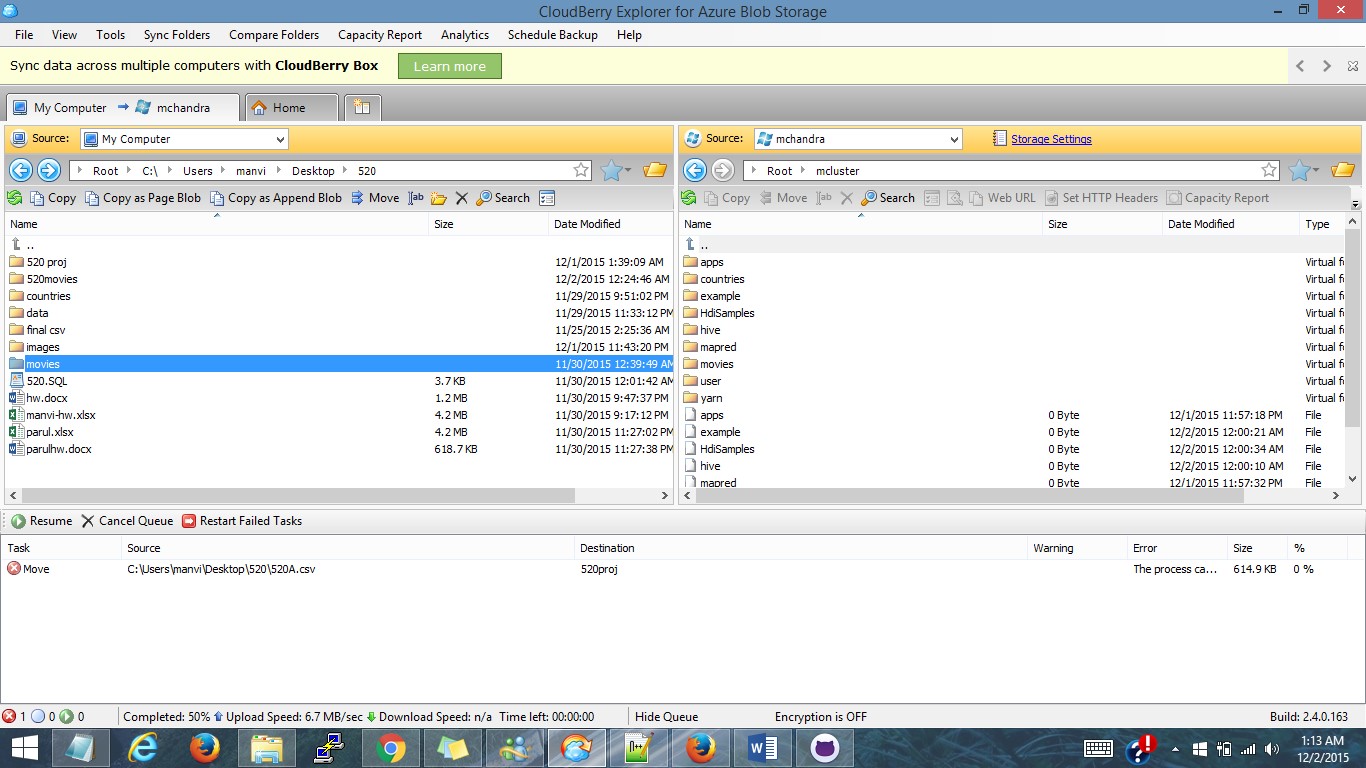 CloudBerry Explorer for Azure Blob Storage
File View Tools Sync Folders Compare Folders Capacity Report Analytics Schedule Backup Help
Sync data across multiple computers with CloudBerry Box Learn more
My Computer mchandra Home
Source: My Computer
Root C:\ Users manvi Desktop 520
Copy Copy as Page Blob Copy as Append Blob Move Search
Name Size Date Modified
..
520 proj 12/1/2015 1:39:09 AM
520movies 12/2/2015 12:24:46 AM
countries 11/29/2015 9:51:02 PM
data 11/29/2015 11:33:12 PM
final csv 11/25/2015 2:25:36 AM
images 12/1/2015 11:43:20 PM
movies 11/30/2015 12:39:49 AM
520.SQL 3.7 KB 11/30/2015 12:01:42 AM
hw.docx 1.2 MB 11/30/2015 9:47:37 PM
manvi-hw.xlsx 4.2 MB 11/30/2015 9:17:12 PM
parul.xlsx 4.2 MB 11/30/2015 11:27:02 PM
parulhw.docx 618.7 KB 11/30/2015 11:27:38 PM
Source: mchandra Storage Settings
Root mcluster
Copy Move Search Web URL Set HTTP Headers Capacity Report
Name Size Date Modified Type
..
apps Virtual f
countries Virtual f
example Virtual f
HdiSamples Virtual f
hive Virtual f
mapred Virtual f
movies Virtual f
user Virtual f
yarn Virtual f
apps 0 Byte 12/1/2015 11:57:18 PM File
example 0 Byte 12/2/2015 12:00:21 AM File
HdiSamples 0 Byte 12/2/2015 12:00:34 AM File
hive 0 Byte 12/2/2015 12:00:10 AM File
mapred 0 Byte 12/1/2015 11:57:32 PM File
Resume Cancel Queue Restart Failed Tasks
Task Source Destination Warning Error Size %
Move C:\Users\manvi\Desktop\520\520A.csv 520proj The process ca... 614.9 KB 0 %
1 0 0 Completed: 50% Upload Speed: 6.7 MB/sec Download Speed: n/a Time left: 00:00:00 Hide Queue Encryption is OFF Build: 2.4.0.163
1:13 AM
12/2/2015